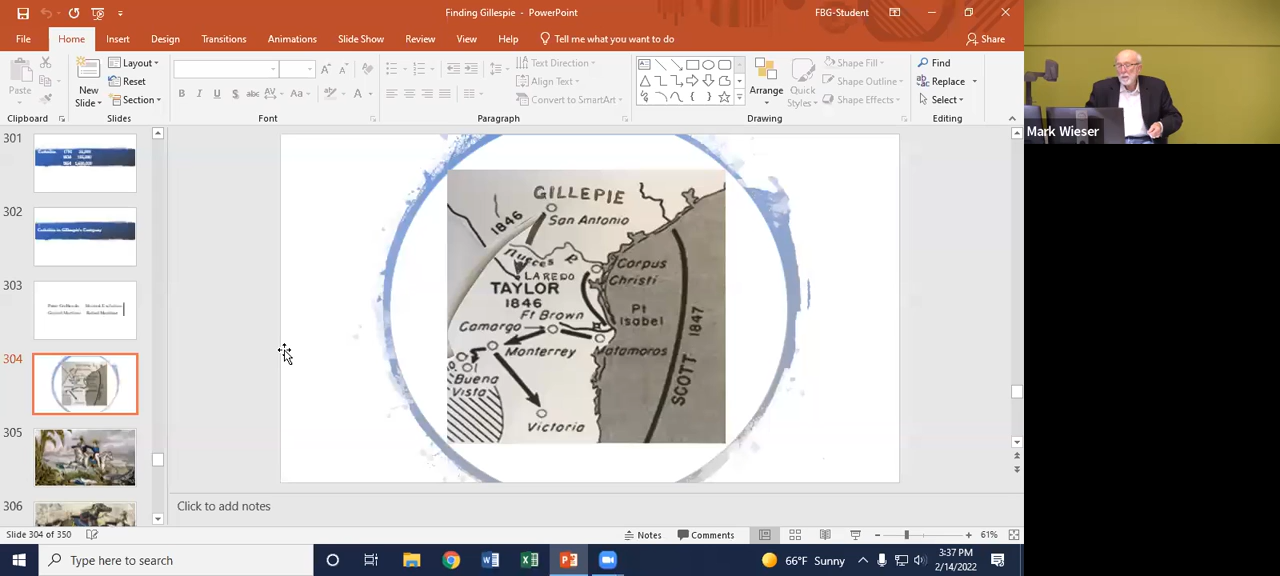 Finding Gillespie - PowerPoint
FBG-Student
File Home Insert Design Transitions Animations Slide Show Review View Help Tell me what you want to do Share
Paste
New Slide
Layout
Reset
Section
B I U S abc AV Aa A
Text Direction
Align Text
Convert to SmartArt
Arrange
Quick Styles
Shape Fill
Shape Outline
Shape Effects
Find
Replace
Select
Clipboard Slides Font Paragraph Drawing Editing
Mark Wieser
301
302
303
304
305
306
GILLEPIE
San Antonio
1846
Nueces R
Corpus
Christi
LAREDO
TAYLOR
1846
Ft Brown
Pt
Isabel
Camargo
Monterrey
Matamoros
Buena
Vista
SCOTT 1847
Victoria
Click to add notes
Slide 304 of 350
Notes Comments 61%
Type here to search
66°F Sunny
3:37 PM
2/14/2022